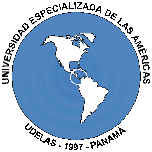 UNIVERSIDAD ESPECIALIZADA DE LAS AMÉRICAS
UDELAS - 1997 - PANAMÁ